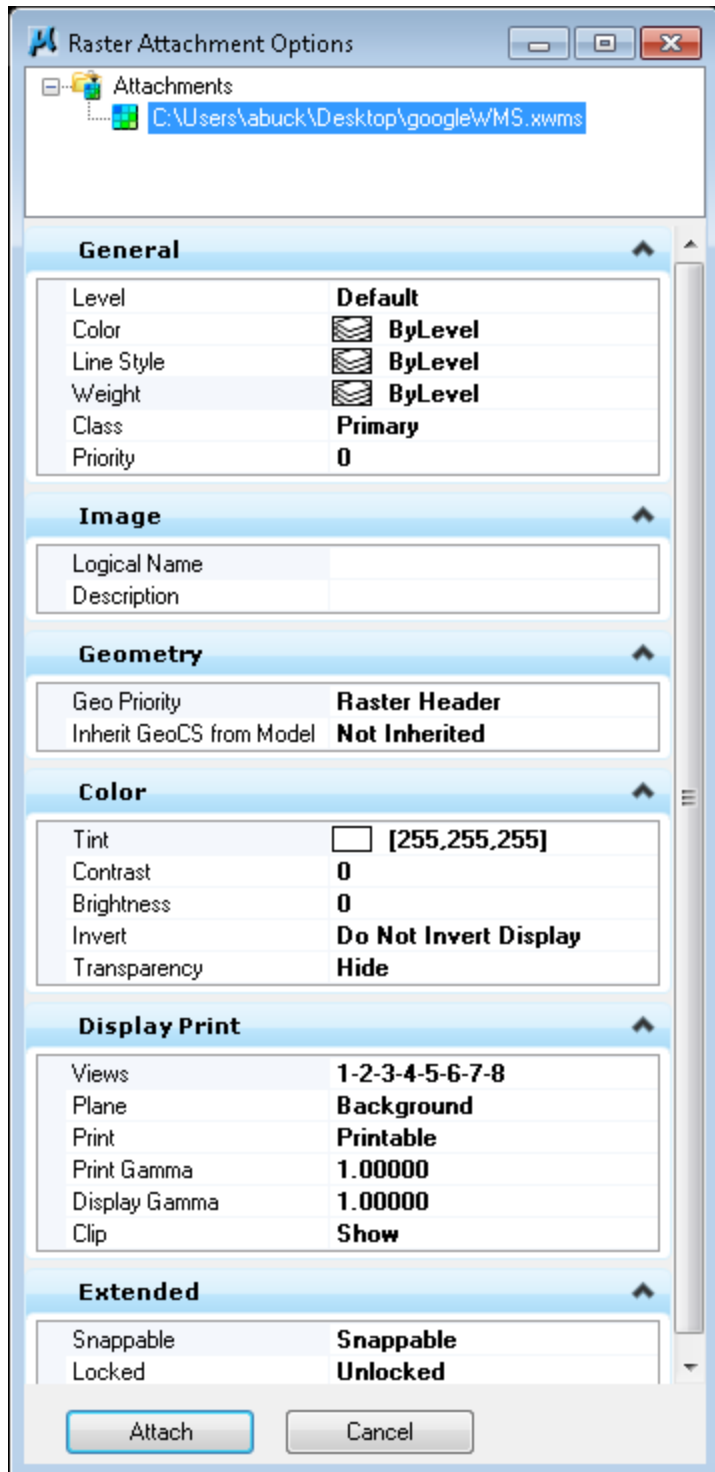 Raster Attachment Options
Attachments
C:\Users\abuck\Desktop\googleWMS.xwms
General
Level Default
Color ByLevel
Line Style ByLevel
Weight ByLevel
Class Primary
Priority 0
Image
Logical Name
Description
Geometry
Geo Priority Raster Header
Inherit GeoCS from Model Not Inherited
Color
Tint [255,255,255]
Contrast 0
Brightness 0
Invert Do Not Invert Display
Transparency Hide
Display Print
Views 1-2-3-4-5-6-7-8
Plane Background
Print Printable
Print Gamma 1.00000
Display Gamma 1.00000
Clip Show
Extended
Snappable Snappable
Locked Unlocked
Attach Cancel